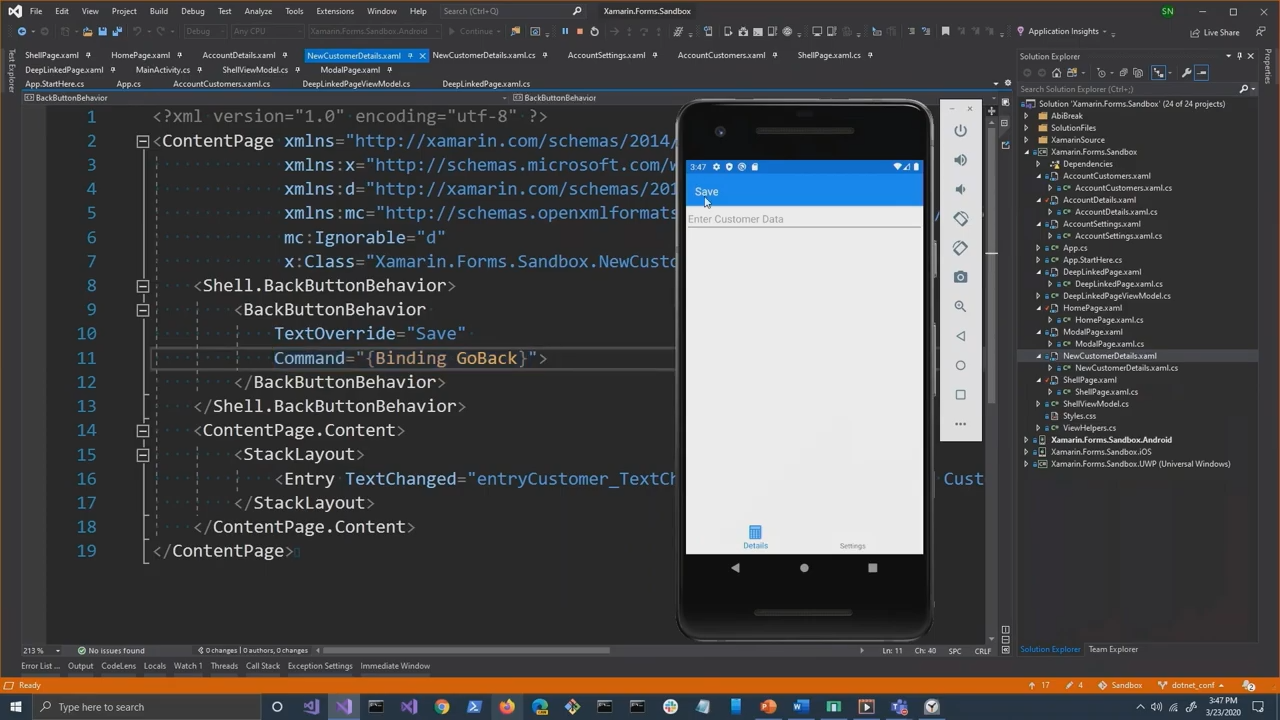 File Edit View Project Build Debug Test Analyze Tools Extensions Window Help Search (Ctrl+;) Xamarin.Forms.Sandbox SN
Debug Any CPU Xamarin.Forms.Sandbox Continue Application Insights Live Share
ShellPage.xaml HomePage.xaml AccountDetails.xaml NewCustomerDetails.xaml NewCustomerDetails.xaml.cs AccountSettings.xaml AccountCustomers.xaml ShellPage.xaml.cs
DeepLinkedPage.xaml MainActivity.cs ShellViewModel.cs ModalPage.xaml
App.StartHere.cs App.cs AccountCustomers.xaml.cs DeepLinkedPageViewModel.cs DeepLinkedPage.xaml.cs
BackButtonBehavior BackButtonBehavior
Test Explorer
Properties
1 <?xml version="1.0" encoding="utf-8" ?>
2 <ContentPage xmlns="http://xamarin.com/schemas/2014/
3 xmlns:x="http://schemas.microsoft.com/w
4 xmlns:d="http://xamarin.com/schemas/201
5 xmlns:mc="http://schemas.openxmlformats
6 mc:Ignorable="d"
7 x:Class="Xamarin.Forms.Sandbox.NewCusto
8 <Shell.BackButtonBehavior>
9 <BackButtonBehavior
10 TextOverride="Save"
11 Command="{Binding GoBack}">
12 </BackButtonBehavior>
13 </Shell.BackButtonBehavior>
14 <ContentPage.Content>
15 <StackLayout>
16 <Entry TextChanged="entryCustomer_TextCh Cust
17 </StackLayout>
18 </ContentPage.Content>
19 </ContentPage>
3:47
Save
Enter Customer Data
Details Settings
Solution Explorer
Search Solution Explorer (Ctrl+;)
Solution 'Xamarin.Forms.Sandbox' (24 of 24 projects)
AbiBreak
SolutionFiles
XamarinSource
Xamarin.Forms.Sandbox
Dependencies
AccountCustomers.xaml
AccountCustomers.xaml.cs
AccountDetails.xaml
AccountDetails.xaml.cs
AccountSettings.xaml
AccountSettings.xaml.cs
App.cs
App.StartHere.cs
DeepLinkedPage.xaml
DeepLinkedPage.xaml.cs
DeepLinkedPageViewModel.cs
HomePage.xaml
HomePage.xaml.cs
ModalPage.xaml
ModalPage.xaml.cs
NewCustomerDetails.xaml
NewCustomerDetails.xaml.cs
ShellPage.xaml
ShellPage.xaml.cs
ShellViewModel.cs
Styles.css
ViewHelpers.cs
Xamarin.Forms.Sandbox.Android
Xamarin.Forms.Sandbox.iOS
Xamarin.Forms.Sandbox.UWP (Universal Windows)
Solution Explorer Team Explorer
213 % No issues found 0 changes | 0 authors, 0 changes Ln: 11 Ch: 40 SPC CRLF
Error List ... Output CodeLens Locals Watch 1 Threads Call Stack Exception Settings Immediate Window
Ready 17 4 Sandbox dotnet_conf 2
Type here to search 3:47 PM
3/23/2020